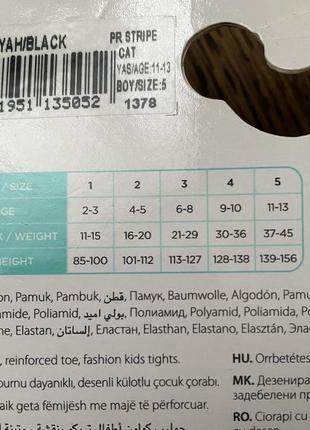 YAH/BLACK
PR STRIPE
CAT
YAS/AGE:11-13
BOY/SIZE:5
1951 135052
1378
/ SIZE 1 2 3 4 5
GE 2-3 4-5 6-8 9-10 11-13
/ WEIGHT 11-15 16-20 21-29 30-36 37-45
HEIGHT 85-100 101-112 113-127 128-138 139-156
on, Pamuk, Pambuk, قطن, Памук, Baumwolle, Algodón, Pamu
amide, Poliamid, بولي اميد, Полиамид, Polyamid, Poliamida, P
ne, Elastan, إلستان, Еластан, Elasthan, Elastano, Elasztán, Эла
, reinforced toe, fashion kids tights.
HU. Orrbetétes
burnu dayanıklı, desenli külotlu çocuk çorabı.
МК. Дезенира
задебелени пр
aik geta fëmijësh me majë të përforcuar.
RO. Ciorapi cu